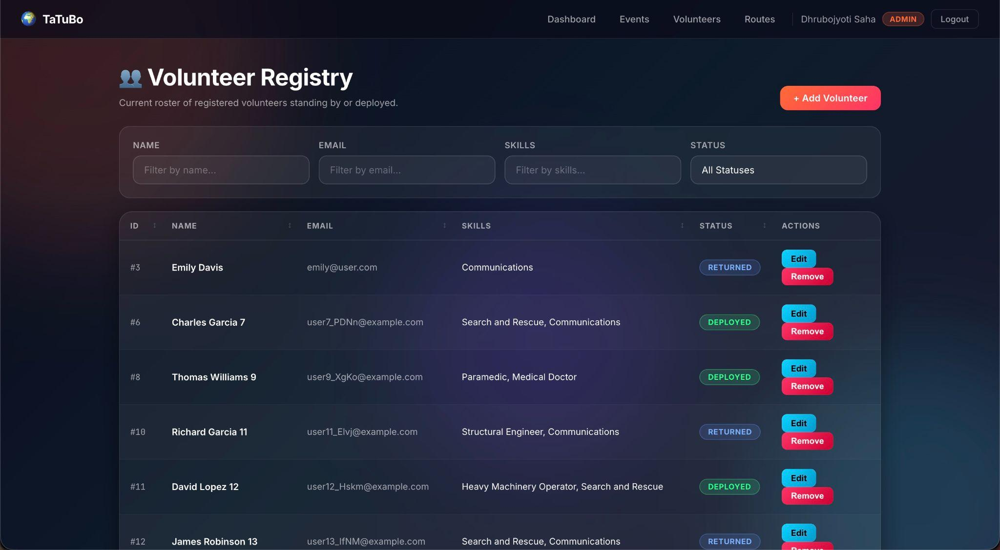 TaTuBo
Dashboard Events Volunteers Routes Dhrubojyoti Saha ADMIN Logout
Volunteer Registry
Current roster of registered volunteers standing by or deployed.
+ Add Volunteer
NAME EMAIL SKILLS STATUS
Filter by name... Filter by email... Filter by skills... All Statuses
ID ↕ NAME ↕ EMAIL ↕ SKILLS ↕ STATUS ↕ ACTIONS
#3 Emily Davis emily@user.com Communications RETURNED Edit
Remove
#6 Charles Garcia 7 user7_PDNn@example.com Search and Rescue, Communications DEPLOYED Edit
Remove
#8 Thomas Williams 9 user9_XgKo@example.com Paramedic, Medical Doctor DEPLOYED Edit
Remove
#10 Richard Garcia 11 user11_Elvj@example.com Structural Engineer, Communications RETURNED Edit
Remove
#11 David Lopez 12 user12_Hskm@example.com Heavy Machinery Operator, Search and Rescue DEPLOYED Edit
Remove
#12 James Robinson 13 user13_IfNM@example.com Search and Rescue, Communications RETURNED Edit
Remove